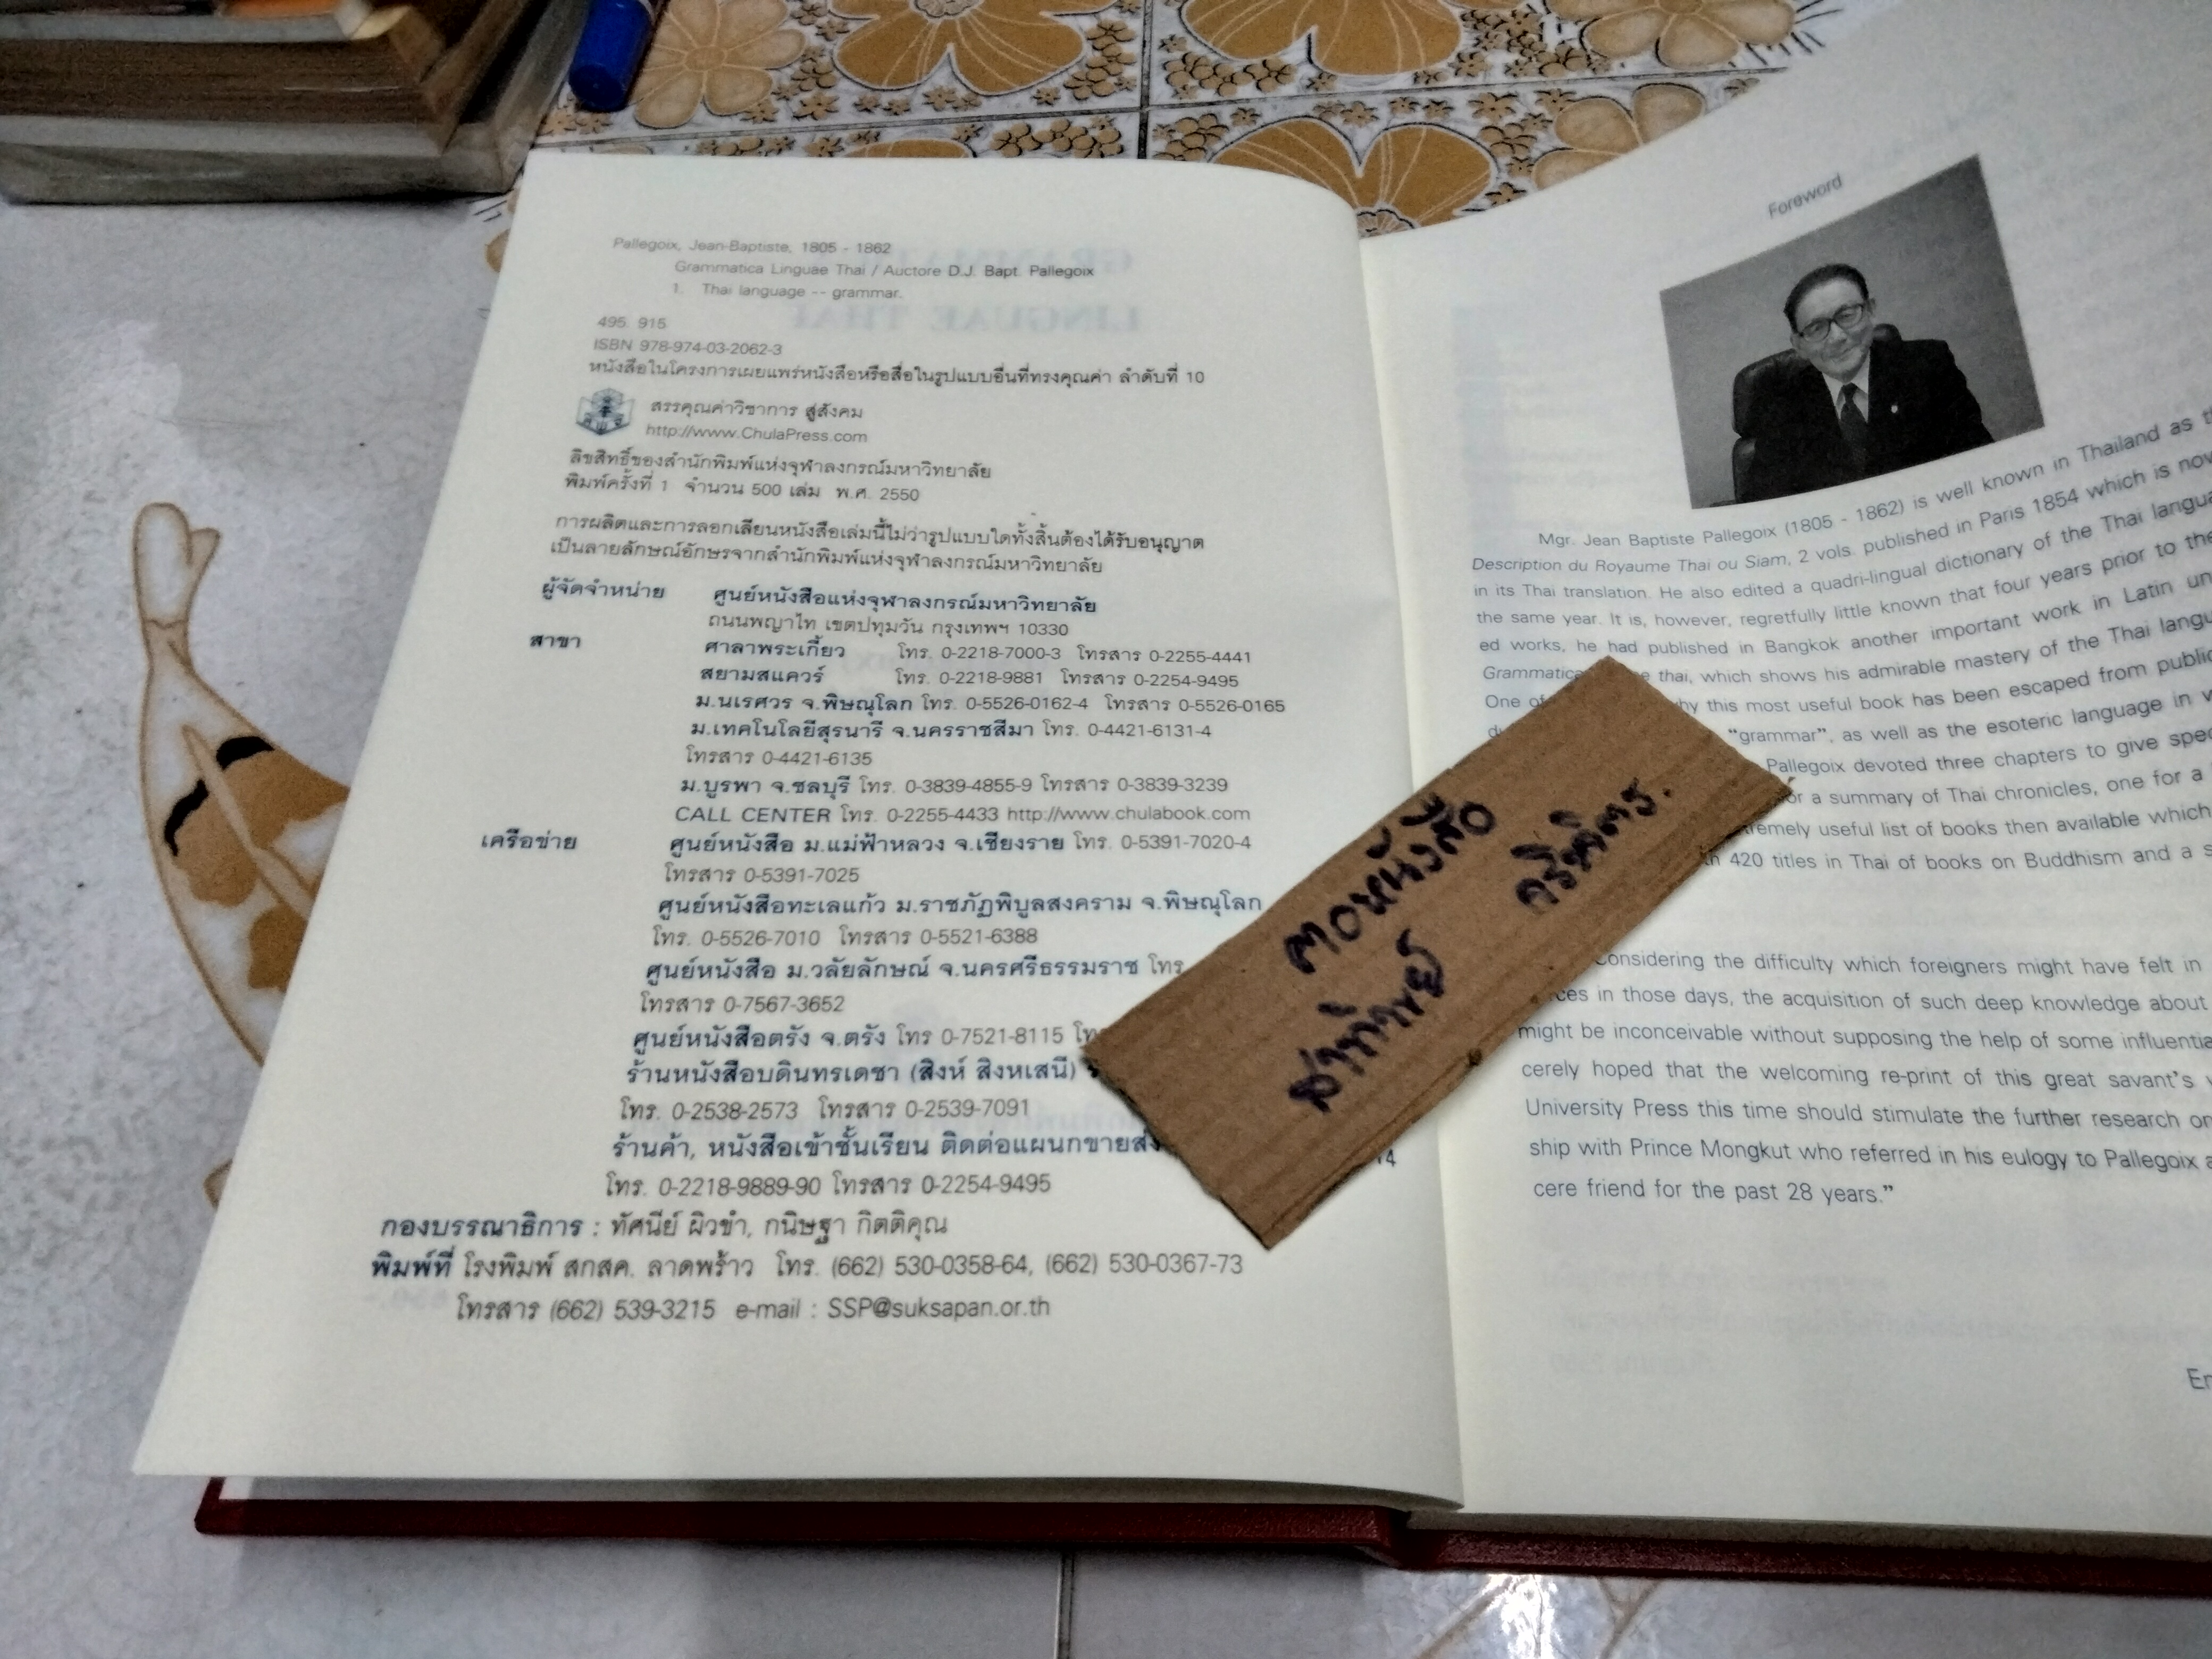 Pallegoix, Jean-Baptiste, 1805 - 1862
Grammatica Linguae Thai / Auctore D.J. Bapt. Pallegoix
1. Thai language -- grammar.
495. 915
ISBN 978-974-03-2062-3
หนังสือในโครงการเผยแพร่หนังสือหรือสื่อในรูปแบบอื่นที่ทรงคุณค่า ลำดับที่ 10
สรรคุณค่าวิชาการ สู่สังคม
http://www.ChulaPress.com
ลิขสิทธิ์ของสำนักพิมพ์แห่งจุฬาลงกรณ์มหาวิทยาลัย
พิมพ์ครั้งที่ 1 จำนวน 500 เล่ม พ.ศ. 2550
การผลิตและการลอกเลียนหนังสือเล่มนี้ไม่ว่ารูปแบบใดทั้งสิ้นต้องได้รับอนุญาต
เป็นลายลักษณ์อักษรจากสำนักพิมพ์แห่งจุฬาลงกรณ์มหาวิทยาลัย
ผู้จัดจำหน่าย ศูนย์หนังสือแห่งจุฬาลงกรณ์มหาวิทยาลัย
ถนนพญาไท เขตปทุมวัน กรุงเทพฯ 10330
สาขา ศาลาพระเกี้ยว โทร. 0-2218-7000-3 โทรสาร 0-2255-4441
สยามสแควร์ โทร. 0-2218-9881 โทรสาร 0-2254-9495
ม.นเรศวร จ.พิษณุโลก โทร. 0-5526-0162-4 โทรสาร 0-5526-0165
ม.เทคโนโลยีสุรนารี จ.นครราชสีมา โทร. 0-4421-6131-4
โทรสาร 0-4421-6135
ม.บูรพา จ.ชลบุรี โทร. 0-3839-4855-9 โทรสาร 0-3839-3239
CALL CENTER โทร. 0-2255-4433 http://www.chulabook.com
เครือข่าย ศูนย์หนังสือ ม.แม่ฟ้าหลวง จ.เชียงราย โทร. 0-5391-7020-4
โทรสาร 0-5391-7025
ศูนย์หนังสือทะเลแก้ว ม.ราชภัฏพิบูลสงคราม จ.พิษณุโลก
โทร. 0-5526-7010 โทรสาร 0-5521-6388
ศูนย์หนังสือ ม.วลัยลักษณ์ จ.นครศรีธรรมราช โทร
โทรสาร 0-7567-3652
ศูนย์หนังสือตรัง จ.ตรัง โทร 0-7521-8115
ร้านหนังสือบดินทรเดชา (สิงห์ สิงหเสนี)
โทร. 0-2538-2573 โทรสาร 0-2539-7091
ร้านค้า, หนังสือเข้าชั้นเรียน ติดต่อแผนกขายส่ง 14
โทร. 0-2218-9889-90 โทรสาร 0-2254-9495
กองบรรณาธิการ : ทัศนีย์ ผิวขำ, กนิษฐา กิตติคุณ
พิมพ์ที่ โรงพิมพ์ สกสค. ลาดพร้าว โทร. (662) 530-0358-64, (662) 530-0367-73
โทรสาร (662) 539-3215 e-mail : SSP@suksapan.or.th
หอหนังสือ
Foreword
Mgr. Jean Baptiste Pallegoix (1805 - 1862) is well known in Thailand as
Description du Royaume Thai ou Siam, 2 vols. published in Paris 1854 which is now
in its Thai translation. He also edited a quadri-lingual dictionary of the Thai
the same year. It is, however, regretfully little known that four years prior to the
ed works, he had published in Bangkok another important work in Latin
Grammatica thai, which shows his admirable mastery of the Thai
One of this most useful book has been escaped from
"grammar", as well as the esoteric language in
Pallegoix devoted three chapters to give
a summary of Thai chronicles, one for a
useful list of books then available which
420 titles in Thai of books on Buddhism and a
Considering the difficulty which foreigners might have felt in
in those days, the acquisition of such deep knowledge about
might be inconceivable without supposing the help of some
cerely hoped that the welcoming re-print of this great savant's
University Press this time should stimulate the further research
ship with Prince Mongkut who referred in his eulogy to Pallegoix
cere friend for the past 28 years."